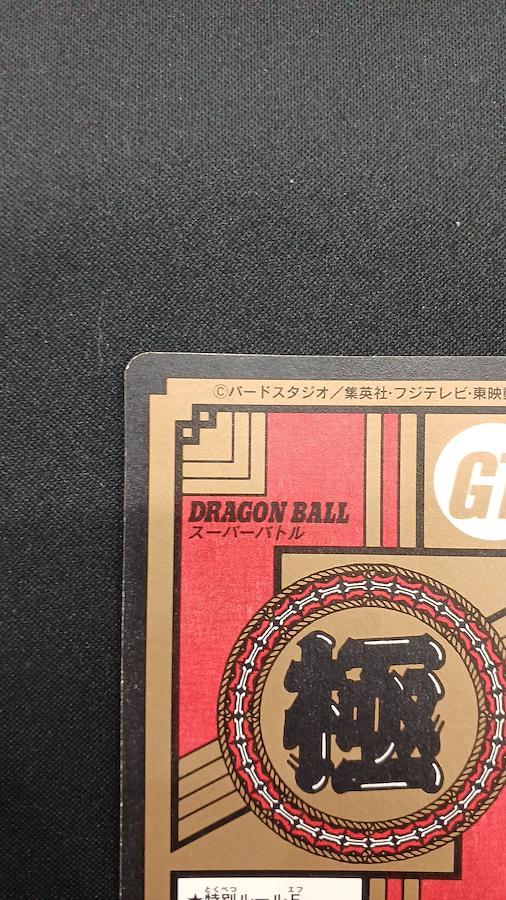 ©バードスタジオ／集英社・フジテレビ・東映
GT
DRAGON BALL
スーパーバトル
極
とくべつ エフ
★特別ルールF